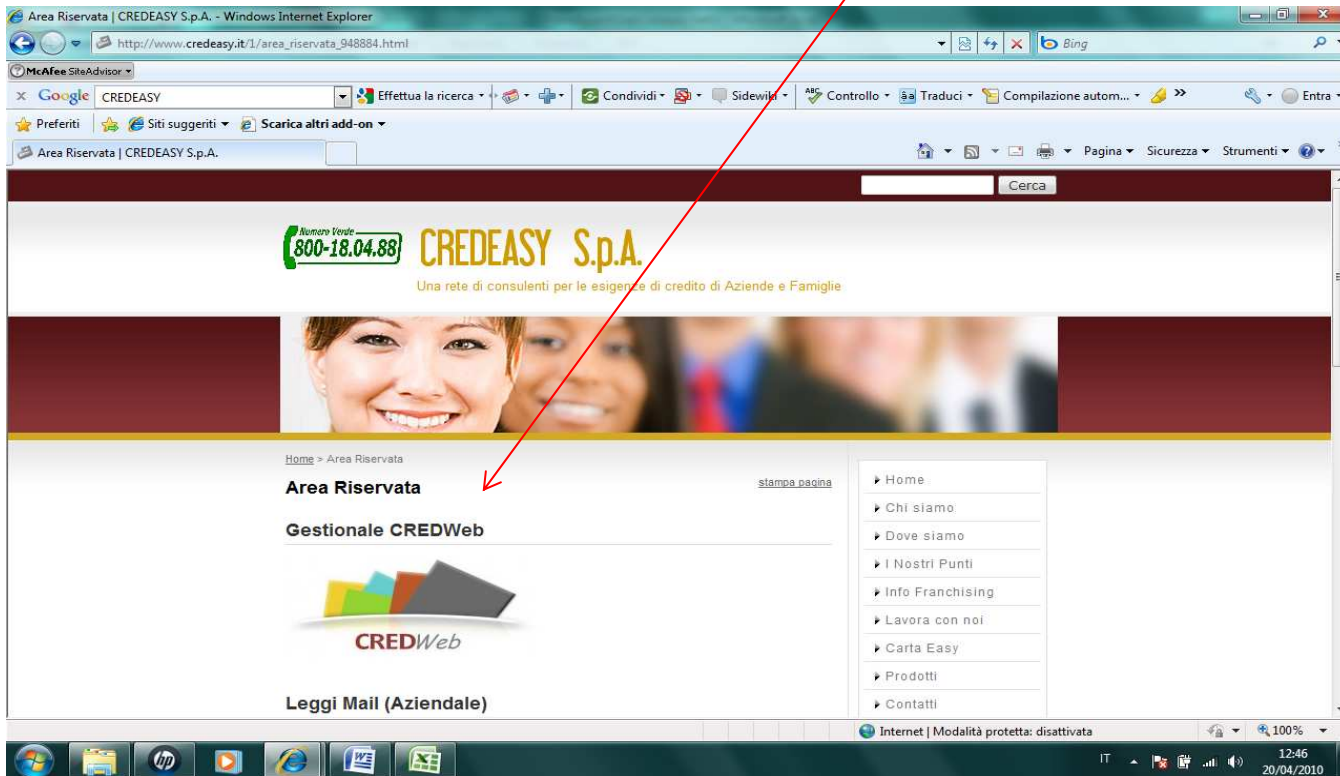 Area Riservata | CREDEASY S.p.A. - Windows Internet Explorer
http://www.credeasy.it/1/area_riservata_948884.html
Bing
McAfee SiteAdvisor
x Google CREDEASY Effettua la ricerca Condividi Sidewiki Controllo Traduci Compilazione autom... » Entra
Preferiti Siti suggeriti Scarica altri add-on
Area Riservata | CREDEASY S.p.A. Pagina Sicurezza Strumenti
Cerca
Numero Verde
800-18.04.88
CREDEASY S.p.A.
Una rete di consulenti per le esigenze di credito di Aziende e Famiglie
Home > Area Riservata
Area Riservata
stampa pagina
Gestionale CREDWeb
CREDWeb
Leggi Mail (Aziendale)
Home
Chi siamo
Dove siamo
I Nostri Punti
Info Franchising
Lavora con noi
Carta Easy
Prodotti
Contatti
Internet | Modalità protetta: disattivata 100%
IT 12:46
20/04/2010